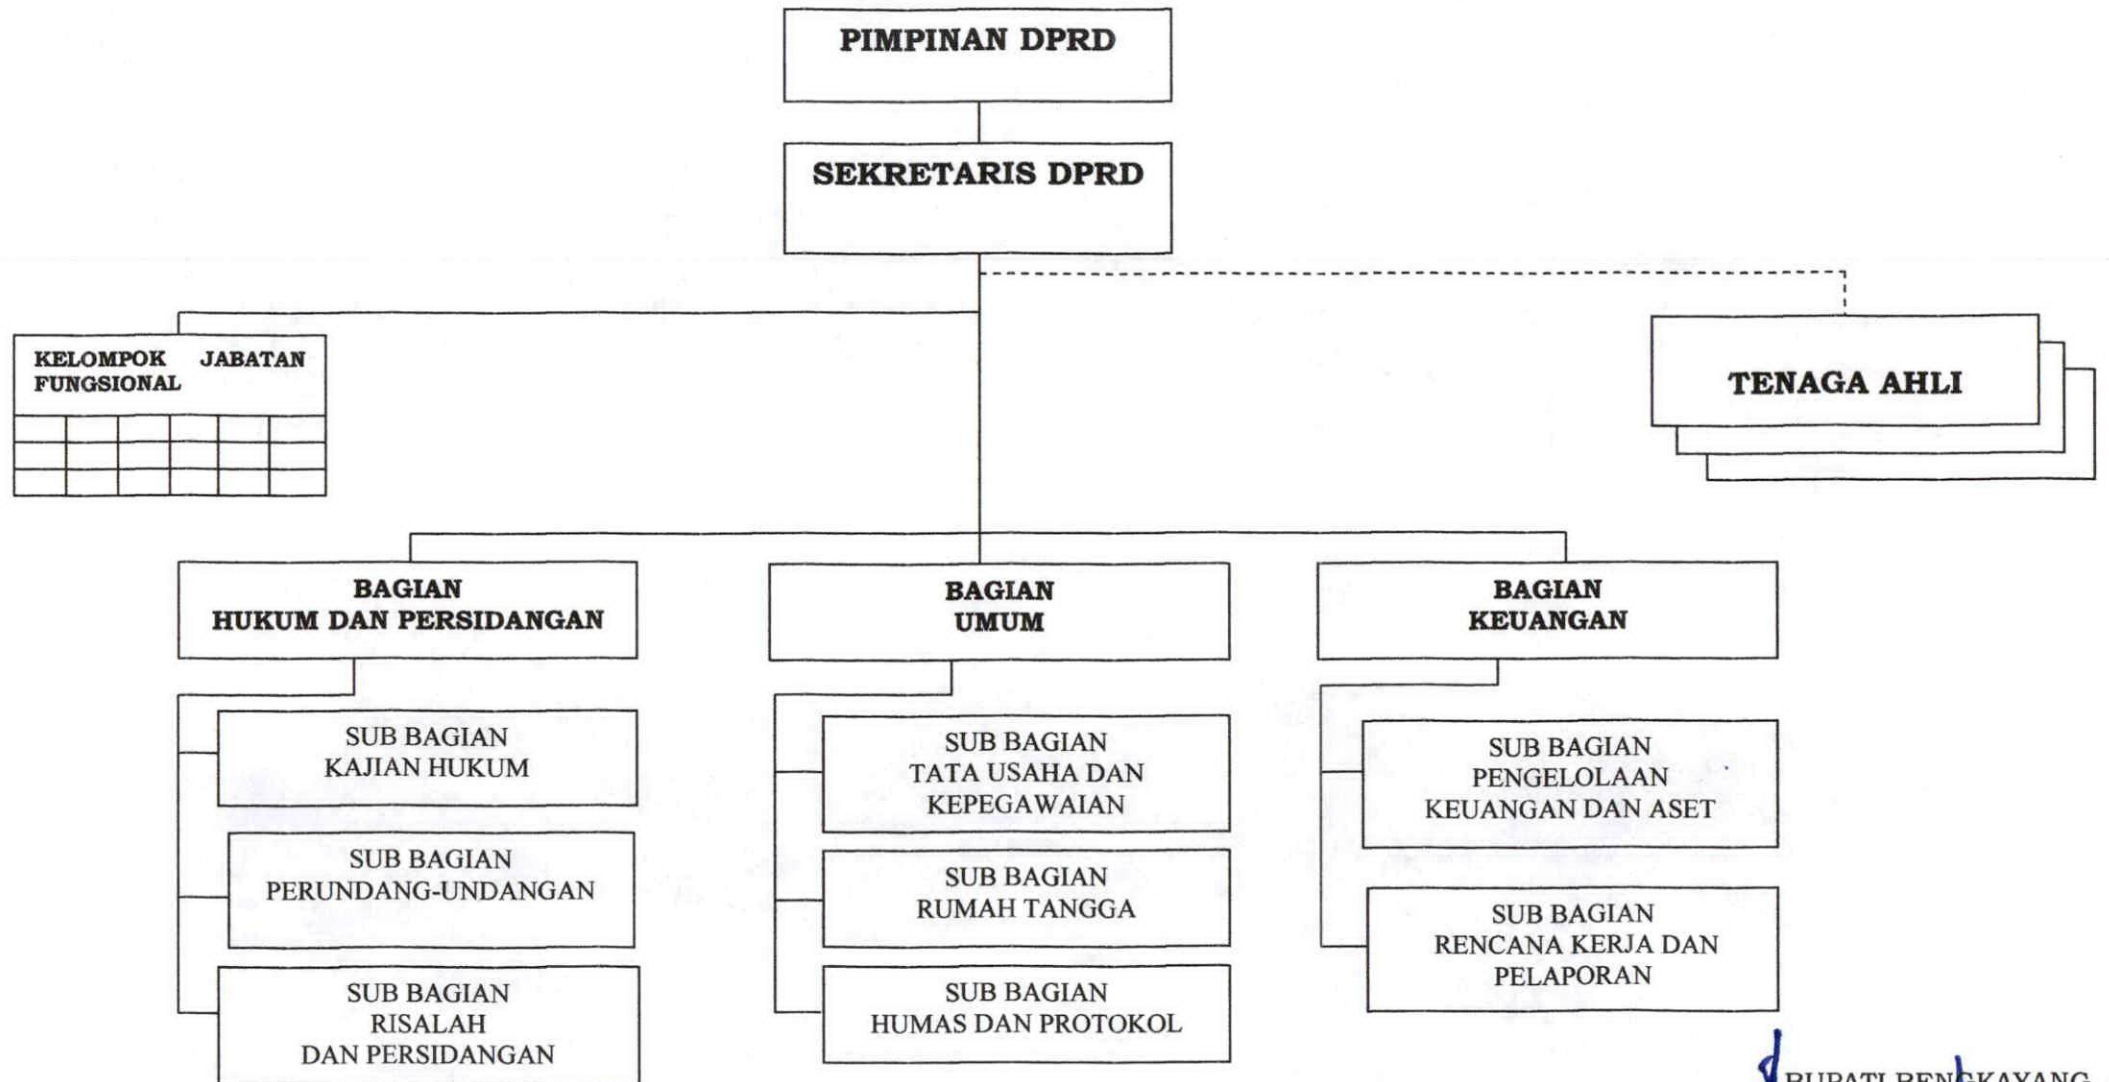 PIMPINAN DPRD
SEKRETARIS DPRD
KELOMPOK JABATAN
FUNGSIONAL
TENAGA AHLI
BAGIAN
HUKUM DAN PERSIDANGAN
BAGIAN
UMUM
BAGIAN
KEUANGAN
SUB BAGIAN
KAJIAN HUKUM
SUB BAGIAN
PERUNDANG-UNDANGAN
SUB BAGIAN
RISALAH
DAN PERSIDANGAN
SUB BAGIAN
TATA USAHA DAN
KEPEGAWAIAN
SUB BAGIAN
RUMAH TANGGA
SUB BAGIAN
HUMAS DAN PROTOKOL
SUB BAGIAN
PENGELOLAAN
KEUANGAN DAN ASET
SUB BAGIAN
RENCANA KERJA DAN
PELAPORAN
BUPATI BENGKAYANG